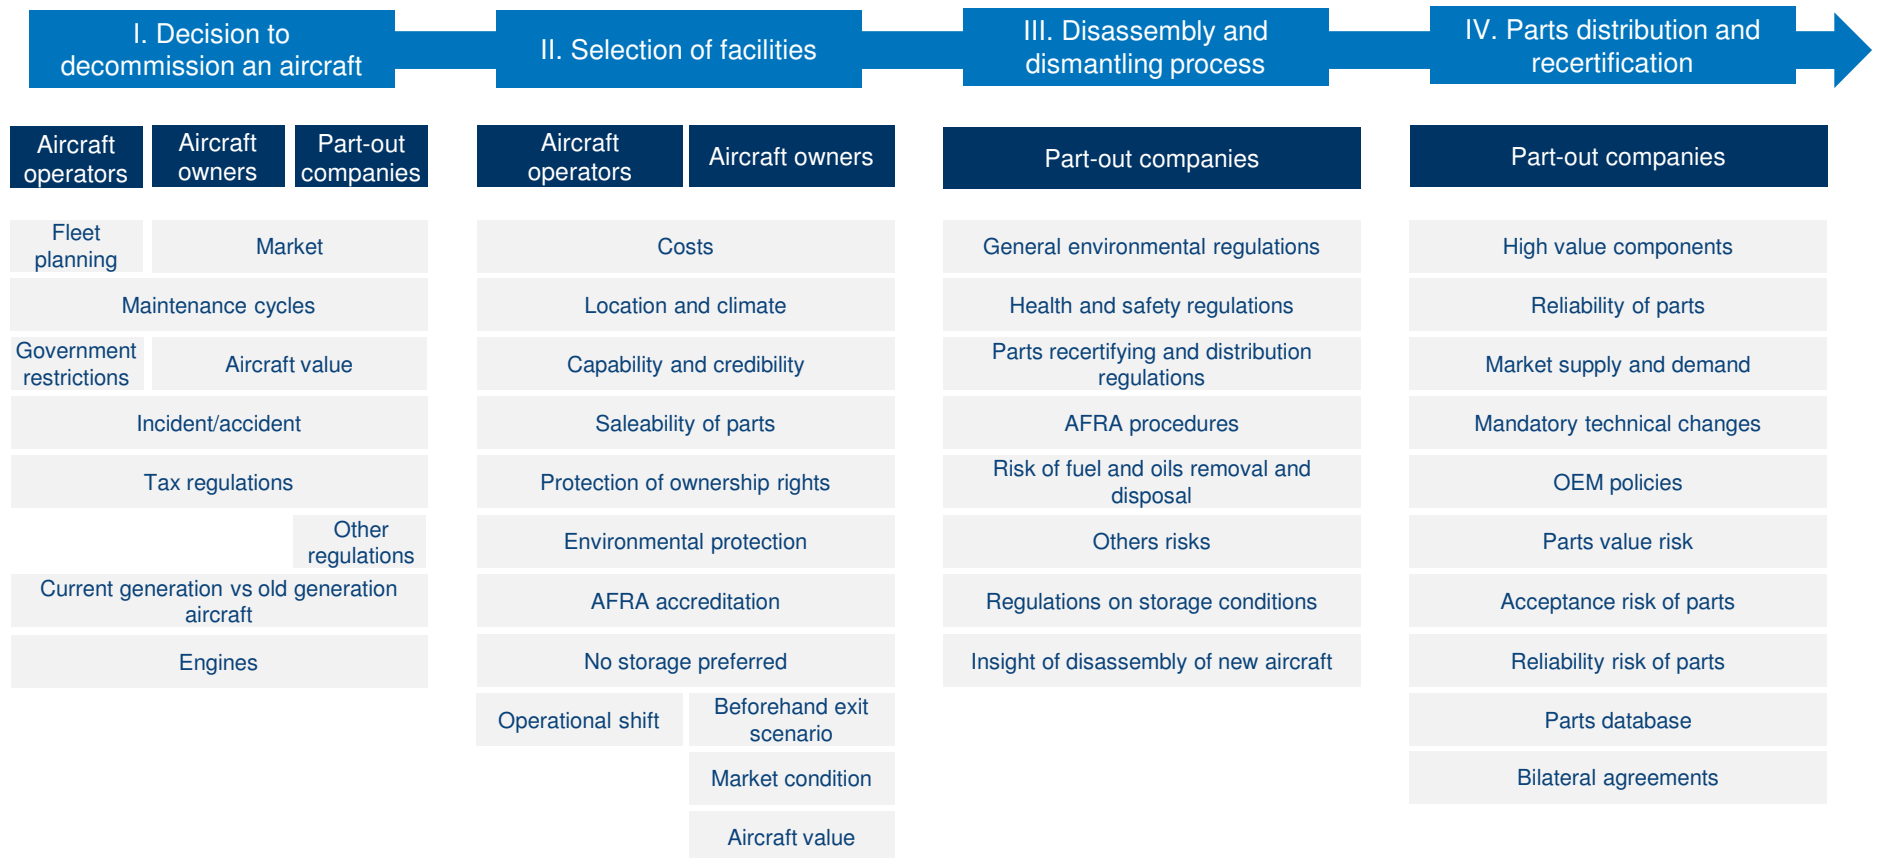 I. Decision to
decommission an aircraft
II. Selection of facilities
III. Disassembly and
dismantling process
IV. Parts distribution and
recertification
Aircraft
operators
Aircraft
owners
Part-out
companies
Fleet
planning
Market
Maintenance cycles
Government
restrictions
Aircraft value
Incident/accident
Tax regulations
Other
regulations
Current generation vs old generation
aircraft
Engines
Aircraft
operators
Aircraft owners
Costs
Location and climate
Capability and credibility
Saleability of parts
Protection of ownership rights
Environmental protection
AFRA accreditation
No storage preferred
Operational shift
Beforehand exit
scenario
Market condition
Aircraft value
Part-out companies
General environmental regulations
Health and safety regulations
Parts recertifying and distribution
regulations
AFRA procedures
Risk of fuel and oils removal and
disposal
Others risks
Regulations on storage conditions
Insight of disassembly of new aircraft
Part-out companies
High value components
Reliability of parts
Market supply and demand
Mandatory technical changes
OEM policies
Parts value risk
Acceptance risk of parts
Reliability risk of parts
Parts database
Bilateral agreements